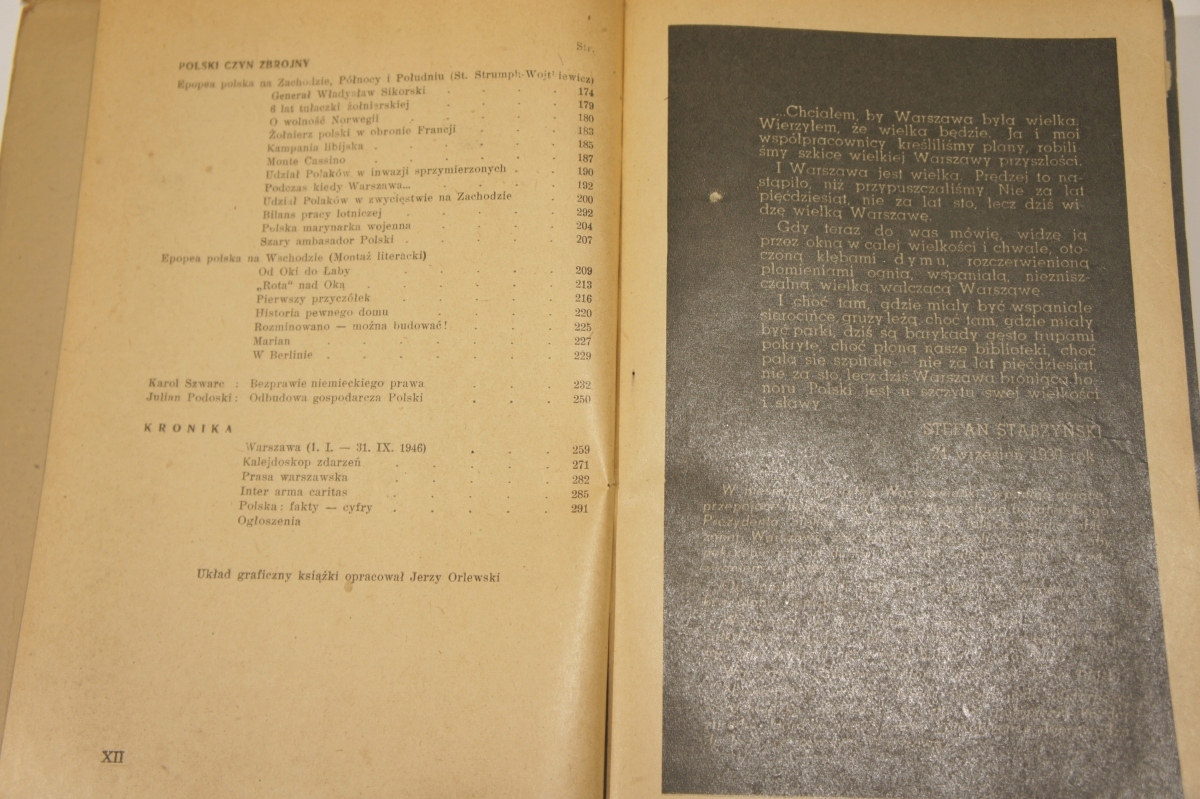 Str.
POLSKI CZYN ZBROJNY
Epopea polska na Zachodzie, Północy i Południu (St. Strumph-Wojtkiewicz)
Generał Władysław Sikorski . . . . 174
6 lat tułaczki żołnierskiej . . . . 179
O wolność Norwegii . . . . 180
Żołnierz polski w obronie Francji . . . 183
Kampania libijska . . . . . 185
Monte Cassino . . . . . 187
Udział Polaków w inwazji sprzymierzonych . . 190
Podczas kiedy Warszawa... . . . . 192
Udział Polaków w zwycięstwie na Zachodzie . . 200
Bilans pracy lotniczej . . . . 292
Polska marynarka wojenna . . . . 204
Szary ambasador Polski . . . . 207
Epopea polska na Wschodzie (Montaż literacki)
Od Oki do Łaby . . . . 209
„Rota" nad Oką . . . . . 213
Pierwszy przyczółek . . . . 216
Historia pewnego domu . . . . 220
Rozminowano — można budować! . . . 225
Marian . . . . . . 227
W Berlinie . . . . . . 229
Karol Szwarc : Bezprawie niemieckiego prawa . . . 232
Julian Podoski : Odbudowa gospodarcza Polski . . . 250
KRONIKA
Warszawa (1. I. — 31. IX. 1946) . . . 259
Kalejdoskop zdarzeń . . . . 271
Prasa warszawska . . . . 282
Inter arma caritas . . . . 285
Polska : fakty — cyfry . . . . . 291
Ogłoszenia
Układ graficzny książki opracował Jerzy Orlewski
XII
...Chciałem, by Warszawa była wielka.
Wierzyłem, że wielka będzie. Ja i moi
współpracownicy kreśliliśmy plany, robili-
śmy szkice wielkiej Warszawy przyszłości.
I Warszawa jest wielka. Prędzej to na-
stąpiło, niż przypuszczaliśmy. Nie za lat
pięćdziesiąt, nie za lat sto, lecz dziś wi-
dzę wielką Warszawę.
Gdy teraz do was mówię, widzę ją
przez okna w całej wielkości i chwale, oto-
czoną kłębami dymu, rozczerwienioną
płomieniami ognia, wspaniałą, niezniszcz-
czalną, wielką, walczącą Warszawę.
I choć tam, gdzie miały być wspaniałe
sierocińce, gruzy leżą, choć tam, gdzie miały
być parki, dziś są barykady gęsto trupami
pokryte, choć płoną nasze biblioteki, choć
palą się szpitale - nie za lat pięćdziesiąt,
nie za sto, lecz dziś Warszawa broniąca ho-
noru Polski jest u szczytu swej wielkości
i sławy
STEFAN STARZYŃSKI
wrzesień 1939 rok